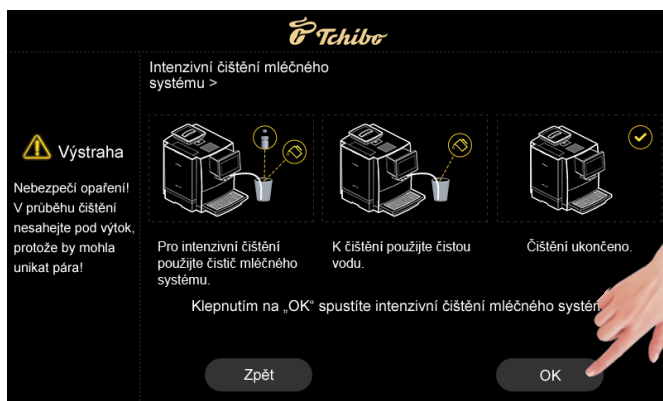 Tchibo
Intenzivní čištění mléčného
systému >
Výstraha
Nebezpečí opaření!
V průběhu čištění
nesahejte pod výtok,
protože by mohla
unikat pára!
Pro intenzivní čištění
použijte čistič mléčného
systému.
K čištění použijte čistou
vodu.
Čištění ukončeno.
Klepnutím na „OK“ spustíte intenzivní čištění mléčného
Zpět
OK